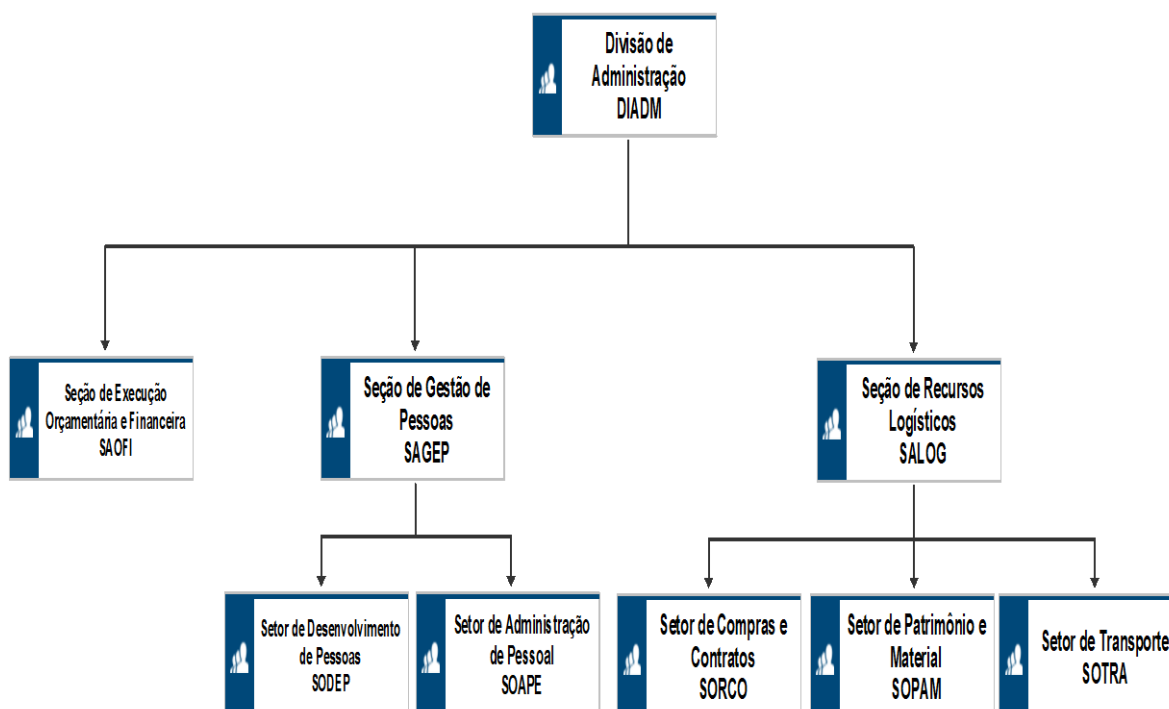 Divisão de
Administração
DIADM
Seção de Execução
Orçamentária e Financeira
SAOFI
Seção de Gestão de
Pessoas
SAGEP
Seção de Recursos
Logísticos
SALOG
Setor de Desenvolvimento
de Pessoas
SODEP
Setor de Administração
de Pessoal
SOAPE
Setor de Compras e
Contratos
SORCO
Setor de Patrimônio e
Material
SOPAM
Setor de Transporte
SOTRA